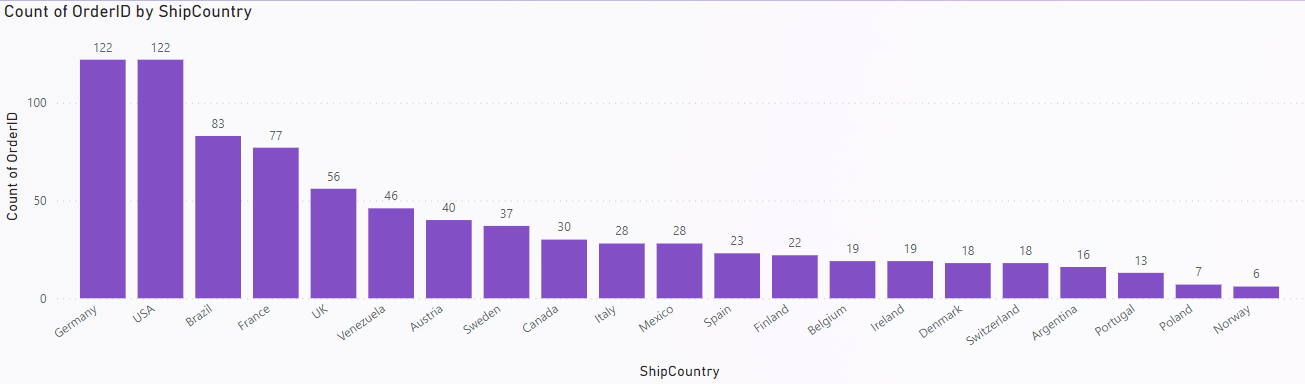 Count of OrderID by ShipCountry
Count of OrderID
100
50
0
122
122
83
77
56
46
40
37
30
28
28
23
22
19
19
18
18
16
13
7
6
Germany
USA
Brazil
France
UK
Venezuela
Austria
Sweden
Canada
Italy
Mexico
Spain
Finland
Belgium
Ireland
Denmark
Switzerland
Argentina
Portugal
Poland
Norway
ShipCountry